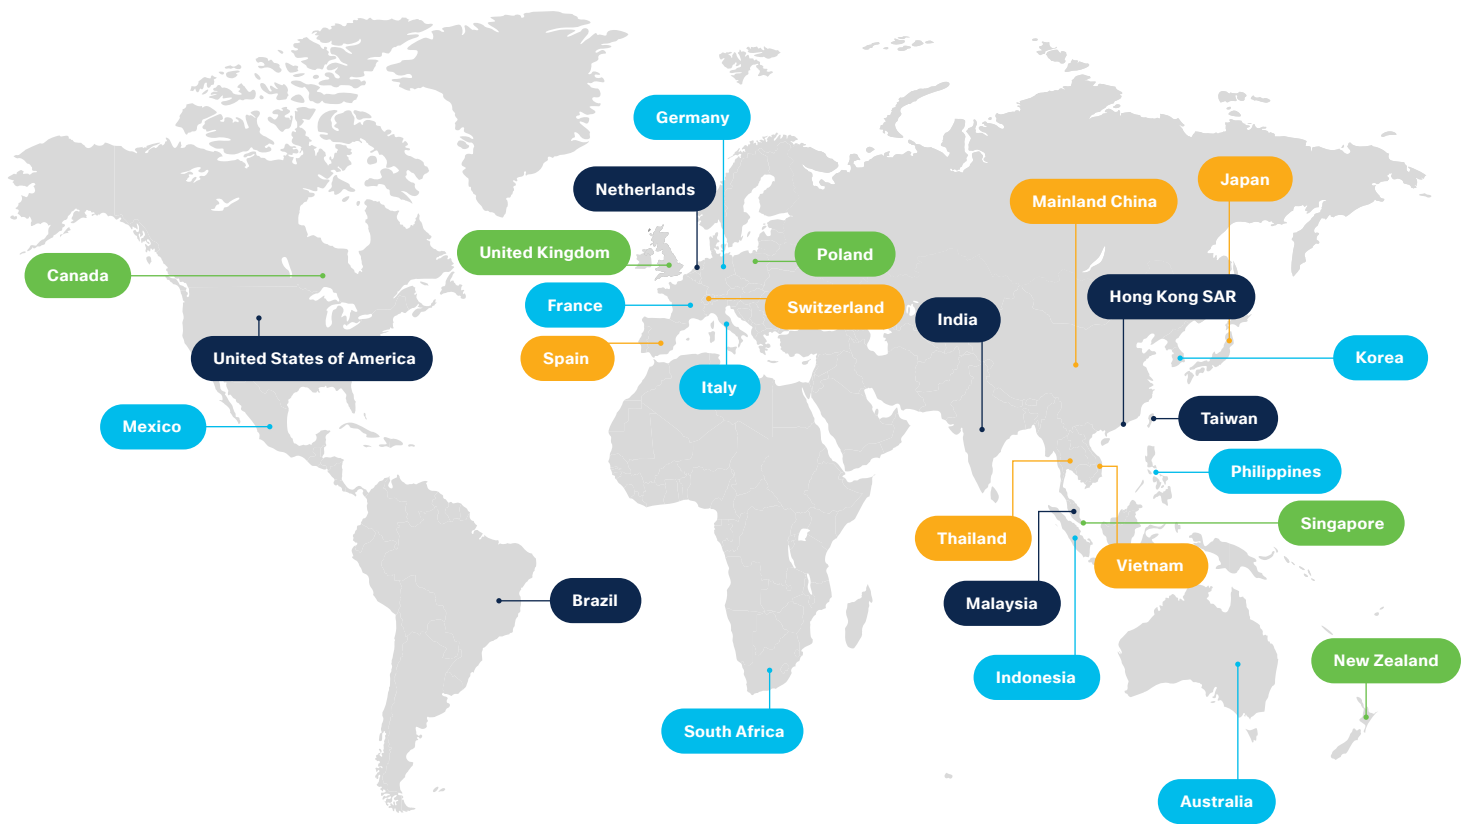 Germany
Japan
Netherlands
Mainland China
United Kingdom
Poland
Canada
Hong Kong SAR
France
Switzerland
India
United States of America
Spain
Korea
Italy
Mexico
Taiwan
Philippines
Singapore
Thailand
Vietnam
Brazil
Malaysia
New Zealand
Indonesia
South Africa
Australia